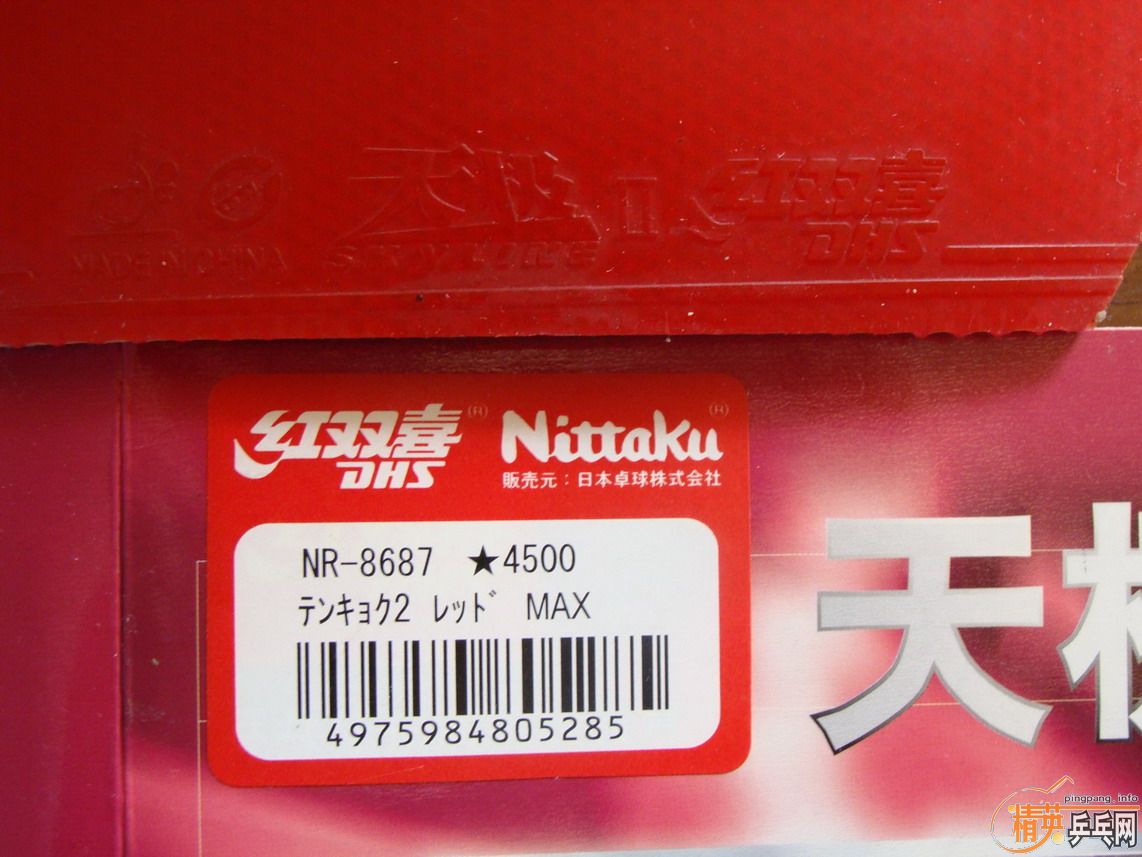 天极 II 红双喜
MADE IN CHINA SKYLINE DHS
红双喜(R) Nittaku(R)
DHS 販売元:日本卓球株式会社
NR-8687 ★4500
ﾃﾝｷｮｸ2 ﾚｯﾄﾞ MAX
4975984805285
天
pingpang.info
精英乒乓网